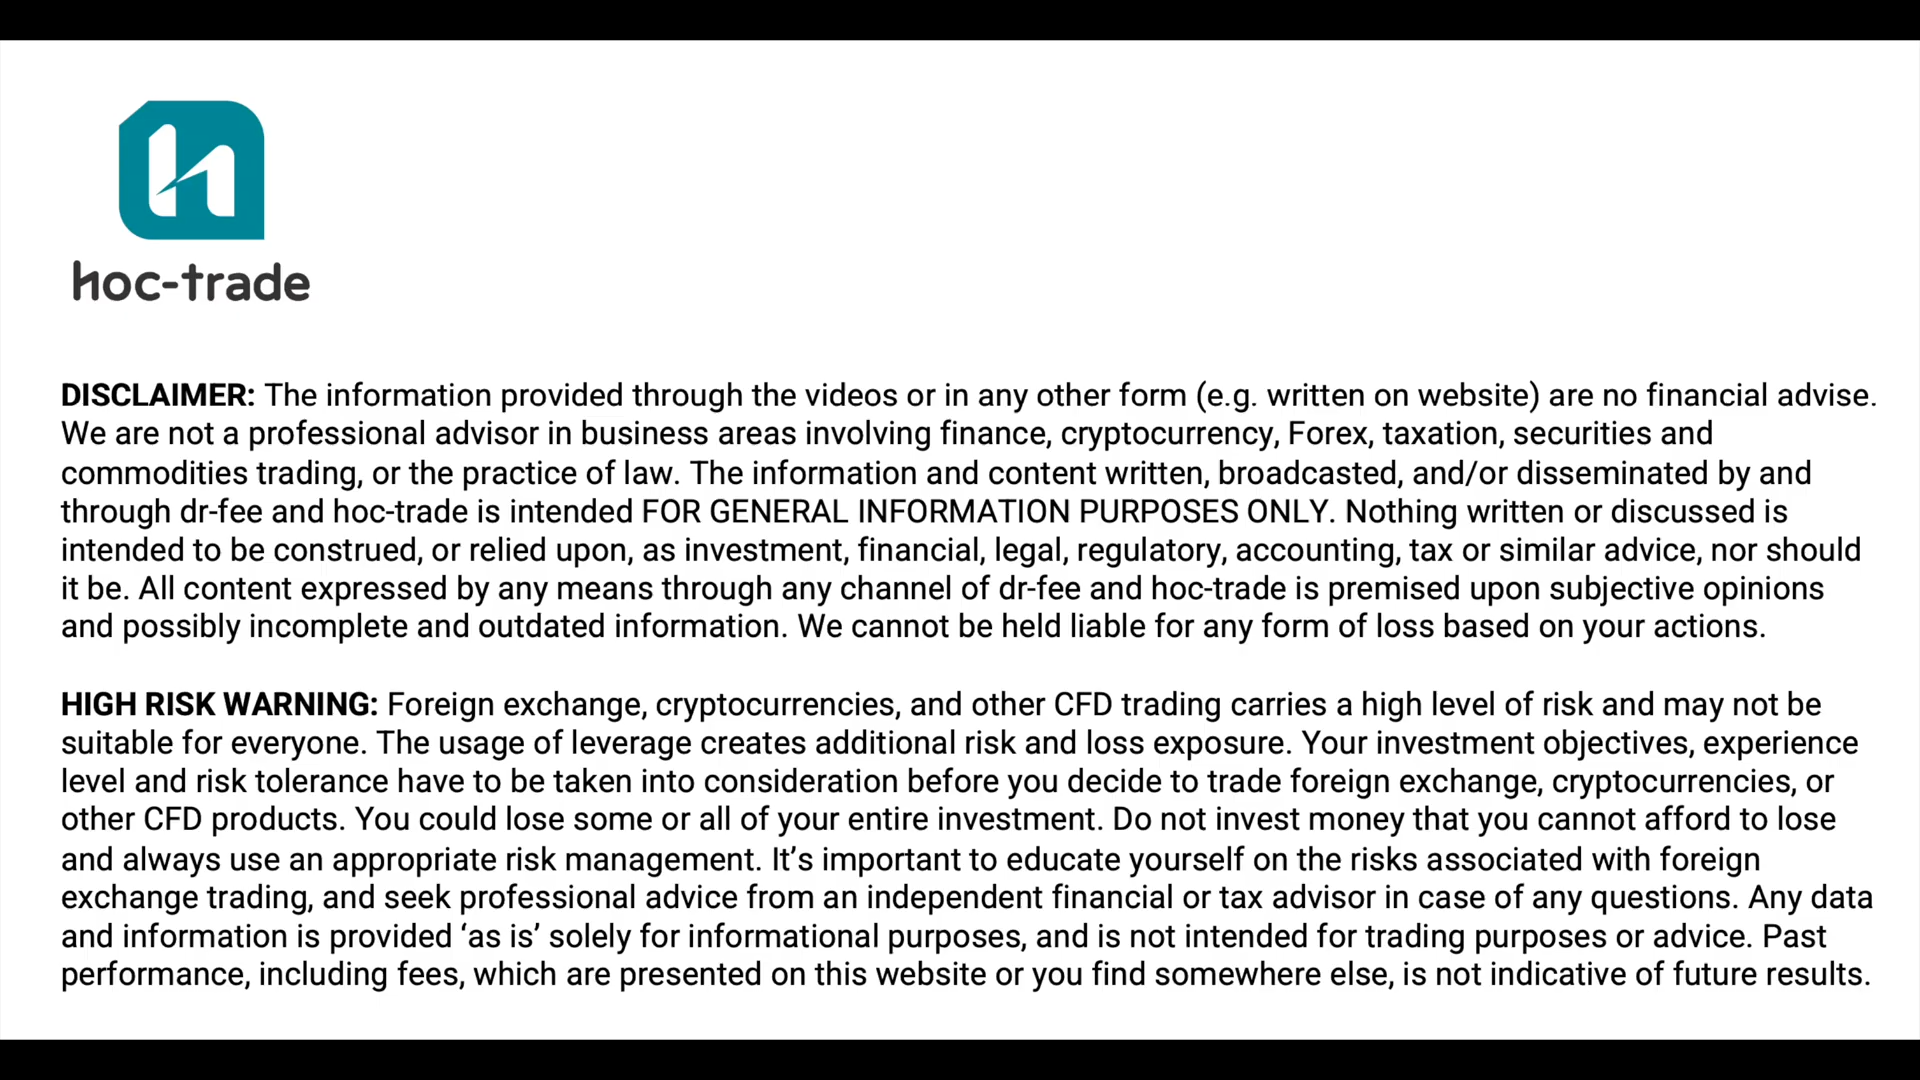 hoc-trade
DISCLAIMER: The information provided through the videos or in any other form (e.g. written on website) are no financial advise.
We are not a professional advisor in business areas involving finance, cryptocurrency, Forex, taxation, securities and
commodities trading, or the practice of law. The information and content written, broadcasted, and/or disseminated by and
through dr-fee and hoc-trade is intended FOR GENERAL INFORMATION PURPOSES ONLY. Nothing written or discussed is
intended to be construed, or relied upon, as investment, financial, legal, regulatory, accounting, tax or similar advice, nor should
it be. All content expressed by any means through any channel of dr-fee and hoc-trade is premised upon subjective opinions
and possibly incomplete and outdated information. We cannot be held liable for any form of loss based on your actions.
HIGH RISK WARNING: Foreign exchange, cryptocurrencies, and other CFD trading carries a high level of risk and may not be
suitable for everyone. The usage of leverage creates additional risk and loss exposure. Your investment objectives, experience
level and risk tolerance have to be taken into consideration before you decide to trade foreign exchange, cryptocurrencies, or
other CFD products. You could lose some or all of your entire investment. Do not invest money that you cannot afford to lose
and always use an appropriate risk management. It’s important to educate yourself on the risks associated with foreign
exchange trading, and seek professional advice from an independent financial or tax advisor in case of any questions. Any data
and information is provided ‘as is’ solely for informational purposes, and is not intended for trading purposes or advice. Past
performance, including fees, which are presented on this website or you find somewhere else, is not indicative of future results.